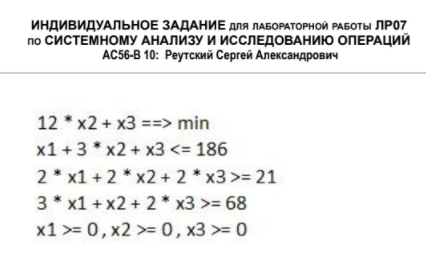 ИНДИВИДУАЛЬНОЕ ЗАДАНИЕ ДЛЯ ЛАБОРАТОРНОЙ РАБОТЫ ЛР07
по СИСТЕМНОМУ АНАЛИЗУ И ИССЛЕДОВАНИЮ ОПЕРАЦИЙ
АС56-В 10: Реутский Сергей Александрович
12 * x2 + x3 ==> min
x1 + 3 * x2 + x3 <= 186
2 * x1 + 2 * x2 + 2 * x3 >= 21
3 * x1 + x2 + 2 * x3 >= 68
x1 >= 0 , x2 >= 0 , x3 >= 0